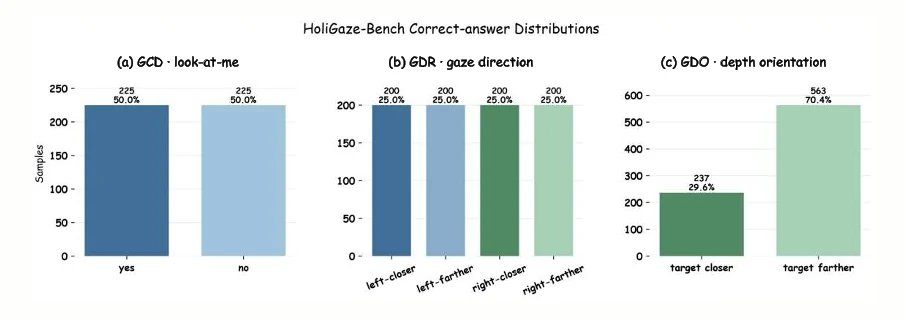 HoliGaze-Bench Correct-answer Distributions
(a) GCD · look-at-me
Samples
250
200
150
100
50
0
225
50.0%
225
50.0%
yes
no
(b) GDR · gaze direction
200
150
100
50
0
200
25.0%
200
25.0%
200
25.0%
200
25.0%
left-closer
left-farther
right-closer
right-farther
(c) GDO · depth orientation
600
500
400
300
200
100
0
237
29.6%
563
70.4%
target closer
target farther